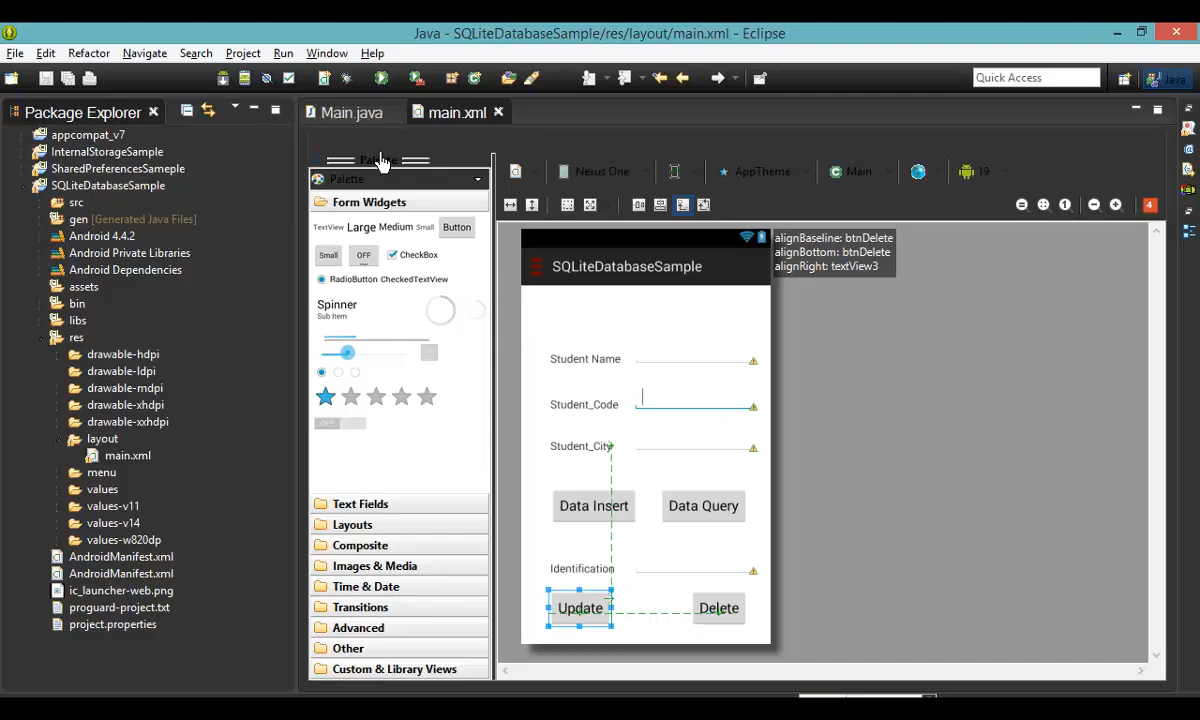 Java - SQLiteDatabaseSample/res/layout/main.xml - Eclipse
File Edit Refactor Navigate Search Project Run Window Help
Quick Access
Java
Package Explorer
Main.java
main.xml
appcompat_v7
InternalStorageSample
SharedPreferencesSameple
SQLiteDatabaseSample
src
gen [Generated Java Files]
Android 4.4.2
Android Private Libraries
Android Dependencies
assets
bin
libs
res
drawable-hdpi
drawable-ldpi
drawable-mdpi
drawable-xhdpi
drawable-xxhdpi
layout
main.xml
menu
values
values-v11
values-v14
values-w820dp
AndroidManifest.xml
AndroidManifest.xml
ic_launcher-web.png
proguard-project.txt
project.properties
Palette
Form Widgets
TextView Large Medium Small Button
Small OFF CheckBox
RadioButton CheckedTextView
Spinner
Sub Item
OFF
Text Fields
Layouts
Composite
Images & Media
Time & Date
Transitions
Advanced
Other
Custom & Library Views
Nexus One
AppTheme
Main
19
4
SQLiteDatabaseSample
alignBaseline: btnDelete
alignBottom: btnDelete
alignRight: textView3
Student Name
Student_Code
Student_City
Data Insert
Data Query
Identification
Update
Delete